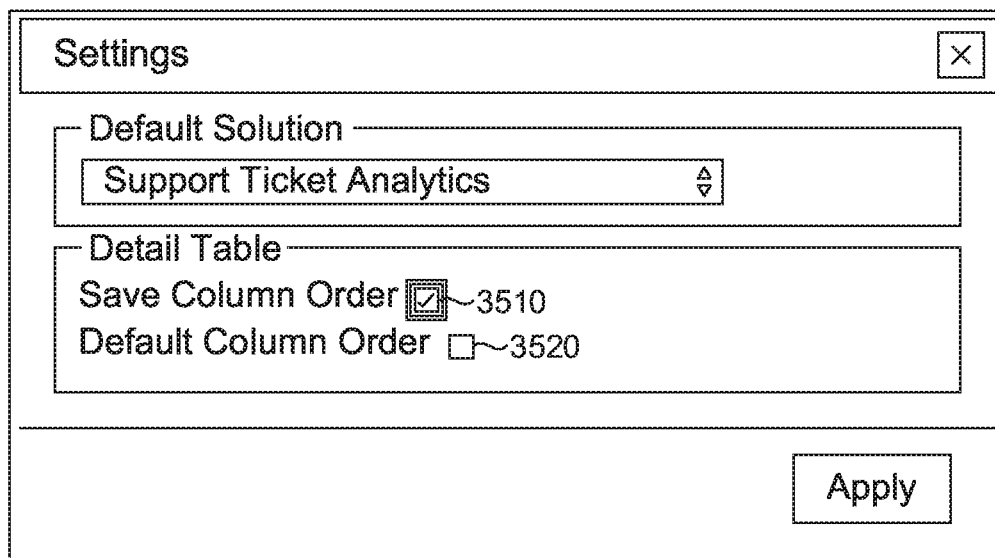 Settings
Default Solution
Support Ticket Analytics
Detail Table
Save Column Order 3510
Default Column Order 3520
Apply